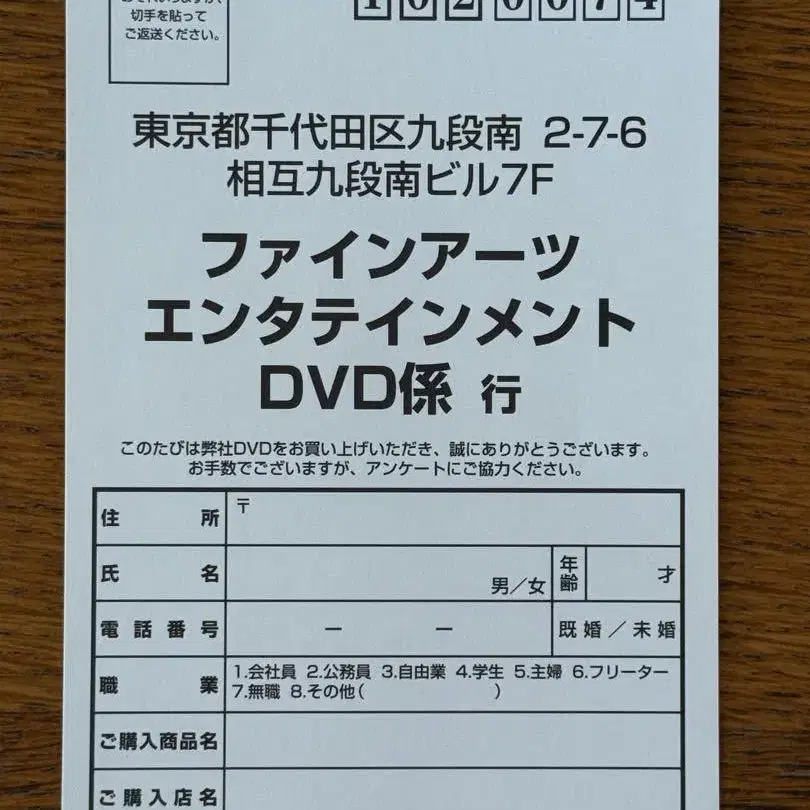 切手を貼って
ご返送ください。
1020074
東京都千代田区九段南 2-7-6
相互九段南ビル7F
ファインアーツ
エンタテインメント
DVD係 行
このたびは弊社DVDをお買い上げいただき、誠にありがとうございます。
お手数でございますが、アンケートにご協力ください。
住所 〒
氏名 男／女 年齢 才
電話番号 ー ー 既婚／未婚
職業 1.会社員 2.公務員 3.自由業 4.学生 5.主婦 6.フリーター
7.無職 8.その他( )
ご購入商品名
ご購入店名